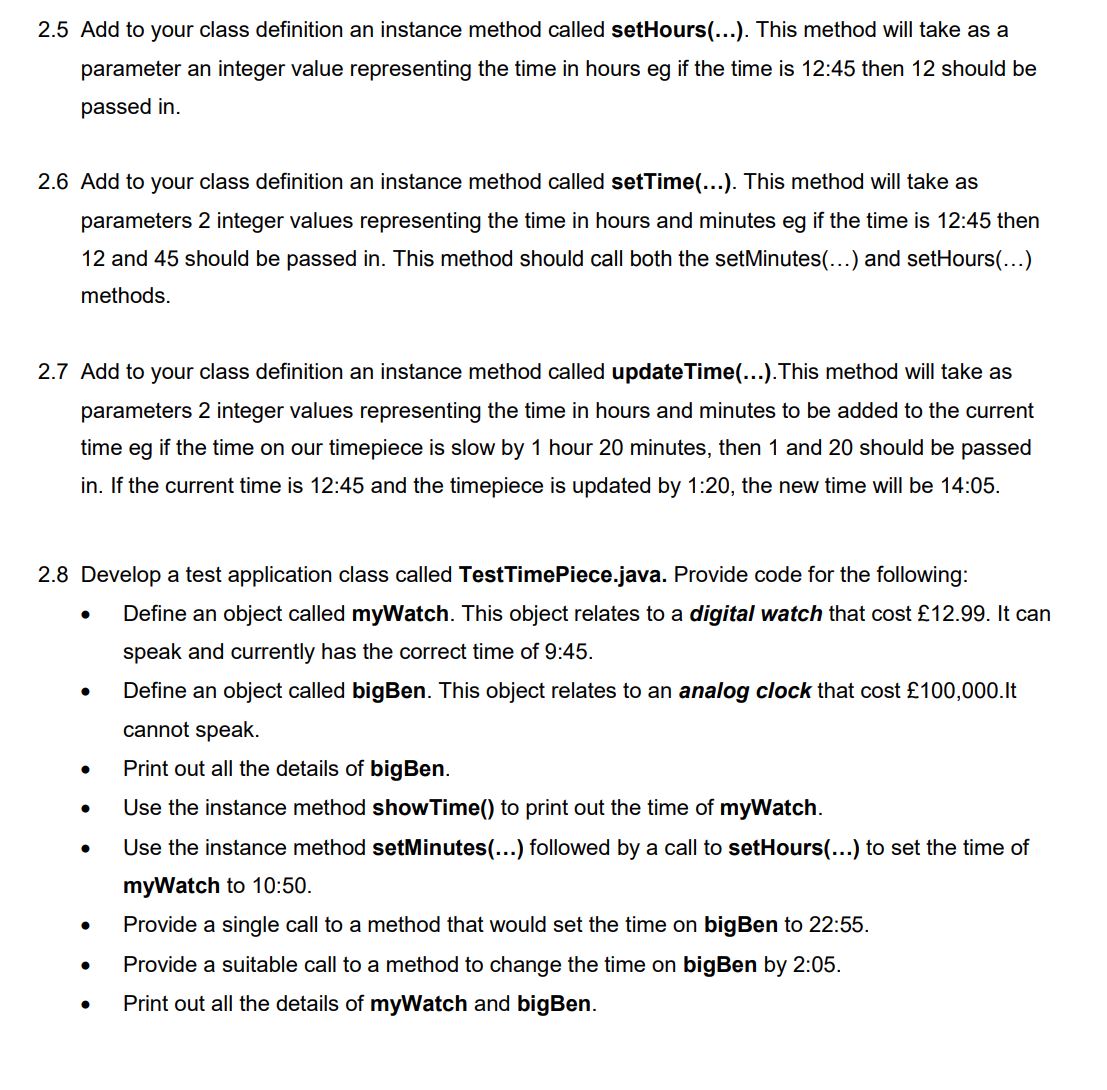 2.5 Add to your class definition an instance method called setHours(...). This method will take as a
parameter an integer value representing the time in hours eg if the time is 12:45 then 12 should be
passed in.
2.6 Add to your class definition an instance method called setTime(...). This method will take as
parameters 2 integer values representing the time in hours and minutes eg if the time is 12:45 then
12 and 45 should be passed in. This method should call both the setMinutes(...) and setHours(...)
methods.
2.7 Add to your class definition an instance method called updateTime(...).This method will take as
parameters 2 integer values representing the time in hours and minutes to be added to the current
time eg if the time on our timepiece is slow by 1 hour 20 minutes, then 1 and 20 should be passed
in. If the current time is 12:45 and the timepiece is updated by 1:20, the new time will be 14:05.
2.8 Develop a test application class called TestTimePiece.java. Provide code for the following:
• Define an object called myWatch. This object relates to a digital watch that cost £12.99. It can
speak and currently has the correct time of 9:45.
• Define an object called bigBen. This object relates to an analog clock that cost £100,000.It
cannot speak.
• Print out all the details of bigBen.
• Use the instance method showTime() to print out the time of myWatch.
• Use the instance method setMinutes(...) followed by a call to setHours(...) to set the time of
myWatch to 10:50.
• Provide a single call to a method that would set the time on bigBen to 22:55.
• Provide a suitable call to a method to change the time on bigBen by 2:05.
• Print out all the details of myWatch and bigBen.